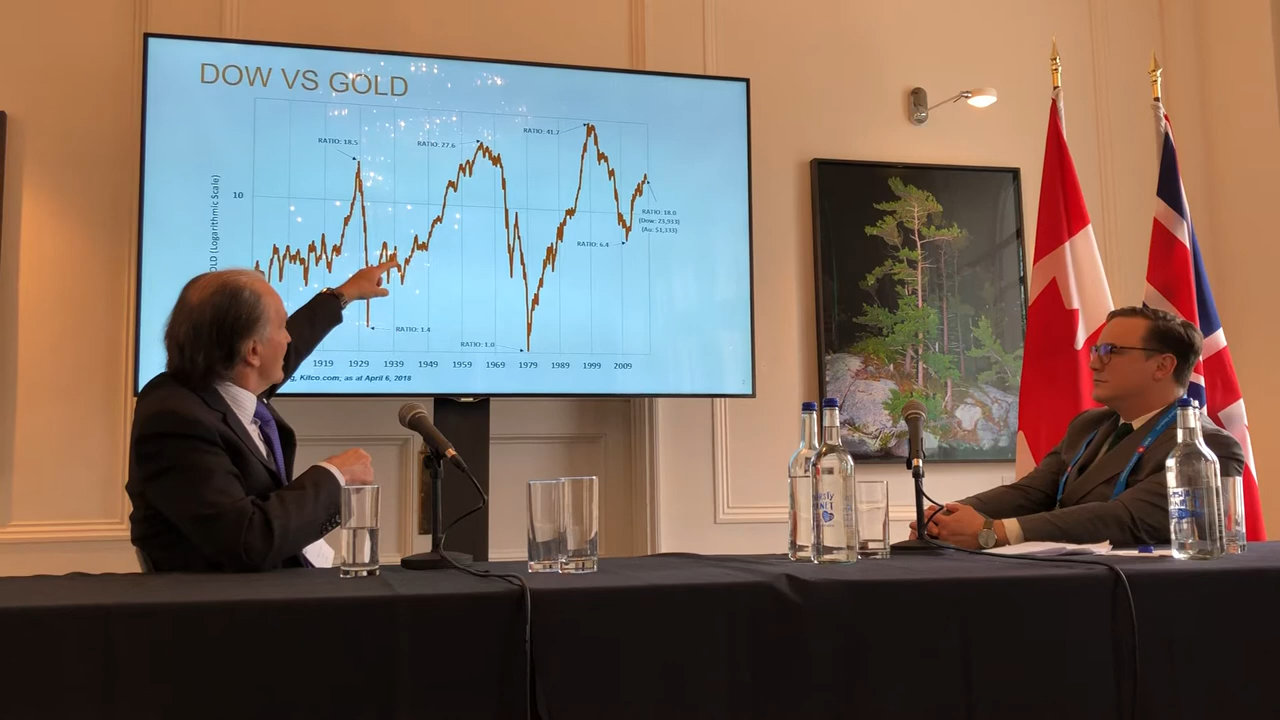 DOW VS GOLD
RATIO: 41.7
RATIO: 18.5
RATIO: 27.6
10
RATIO: 18.0
(Dow: 23,933)
(Au: $1,333)
RATIO: 6.4
OLD (Logarithmic Scale)
RATIO: 1.4
RATIO: 1.0
1919 1929 1939 1949 1959 1969 1979 1989 1999 2009
Kitco.com; as at April 6, 2018